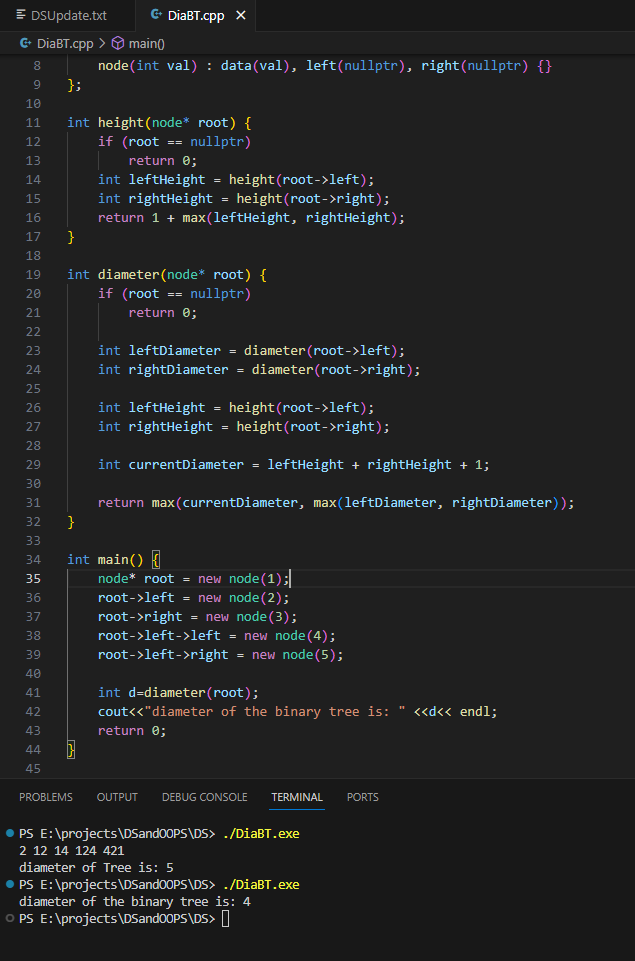 DSUpdate.txt DiaBT.cpp ×
DiaBT.cpp > main()
8 node(int val) : data(val), left(nullptr), right(nullptr) {}
9 };
10
11 int height(node* root) {
12 if (root == nullptr)
13 return 0;
14 int leftHeight = height(root->left);
15 int rightHeight = height(root->right);
16 return 1 + max(leftHeight, rightHeight);
17 }
18
19 int diameter(node* root) {
20 if (root == nullptr)
21 return 0;
22
23 int leftDiameter = diameter(root->left);
24 int rightDiameter = diameter(root->right);
25
26 int leftHeight = height(root->left);
27 int rightHeight = height(root->right);
28
29 int currentDiameter = leftHeight + rightHeight + 1;
30
31 return max(currentDiameter, max(leftDiameter, rightDiameter));
32 }
33
34 int main() {
35 node* root = new node(1);
36 root->left = new node(2);
37 root->right = new node(3);
38 root->left->left = new node(4);
39 root->left->right = new node(5);
40
41 int d=diameter(root);
42 cout<<"diameter of the binary tree is: " <<d<< endl;
43 return 0;
44 }
45
PROBLEMS OUTPUT DEBUG CONSOLE TERMINAL PORTS
PS E:\projects\DSandOOPS\DS> ./DiaBT.exe
2 12 14 124 421
diameter of Tree is: 5
PS E:\projects\DSandOOPS\DS> ./DiaBT.exe
diameter of the binary tree is: 4
PS E:\projects\DSandOOPS\DS>